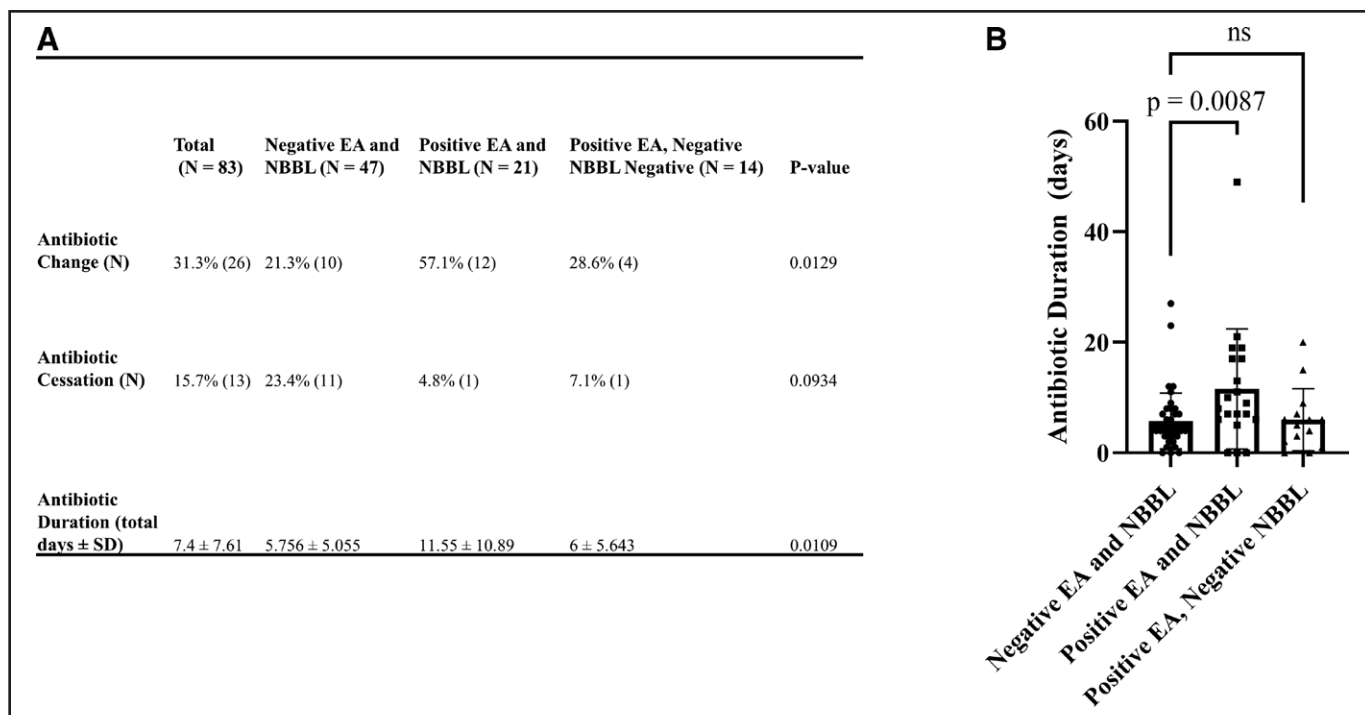 A
Total (N = 83) Negative EA and NBBL (N = 47) Positive EA and NBBL (N = 21) Positive EA, Negative NBBL Negative (N = 14) P-value
Antibiotic Change (N) 31.3% (26) 21.3% (10) 57.1% (12) 28.6% (4) 0.0129
Antibiotic Cessation (N) 15.7% (13) 23.4% (11) 4.8% (1) 7.1% (1) 0.0934
Antibiotic Duration (total days ± SD) 7.4 ± 7.61 5.756 ± 5.055 11.55 ± 10.89 6 ± 5.643 0.0109
B
ns
p = 0.0087
Antibiotic Duration (days)
60
40
20
0
Negative EA and NBBL
Positive EA and NBBL
Positive EA, Negative NBBL